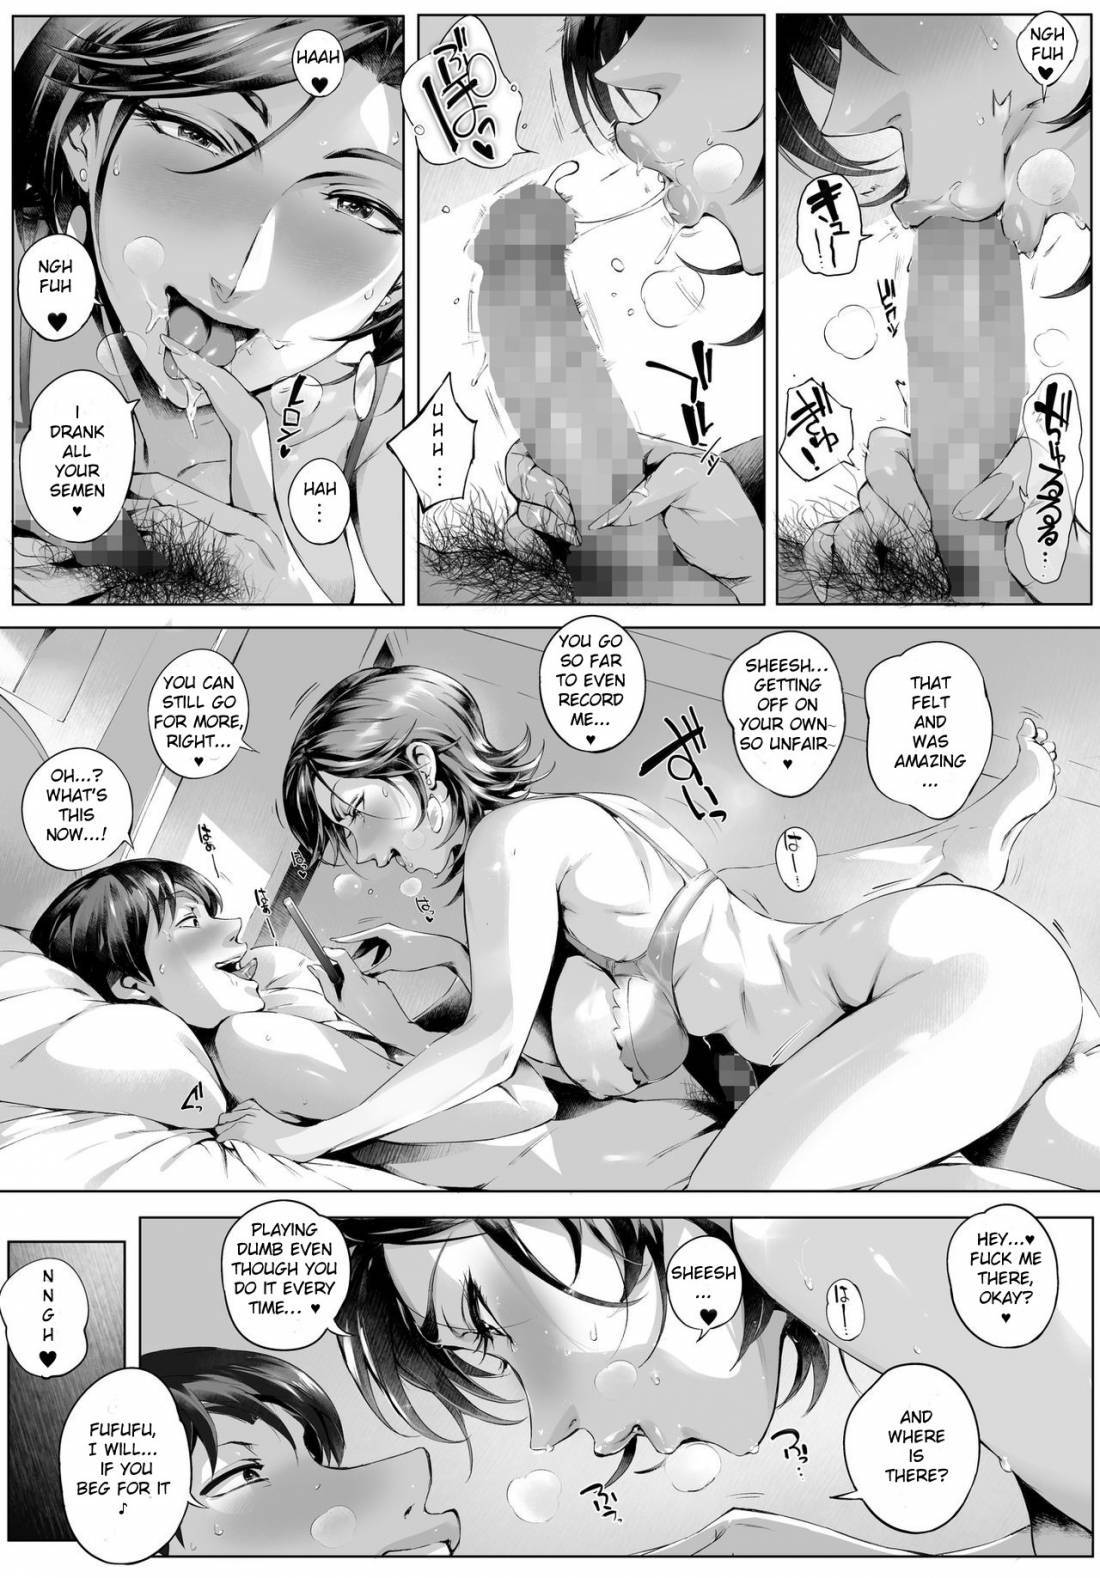 NGH
FUH
♥
UHH...
HAAH
♥
NGH
FUH
♥
I
DRANK
ALL
YOUR
SEMEN
♥
HAH
...
THAT
FELT
AND
WAS
AMAZING
...
SHEESH...
GETTING
OFF ON
YOUR OWN~
SO UNFAIR~
♥
YOU GO
SO FAR
TO EVEN
RECORD
ME...
♥
YOU CAN
STILL GO
FOR MORE,
RIGHT...
♥
OH...?
WHAT'S
THIS
NOW...!
HEY...♥
FUCK ME
THERE,
OKAY?
♥
AND
WHERE
IS
THERE?
SHEESH
...
♥
PLAYING
DUMB EVEN
THOUGH YOU
DO IT EVERY
TIME... ♥
FUFUFU,
I WILL...
IF YOU
BEG FOR IT
♪
NNGH
♥